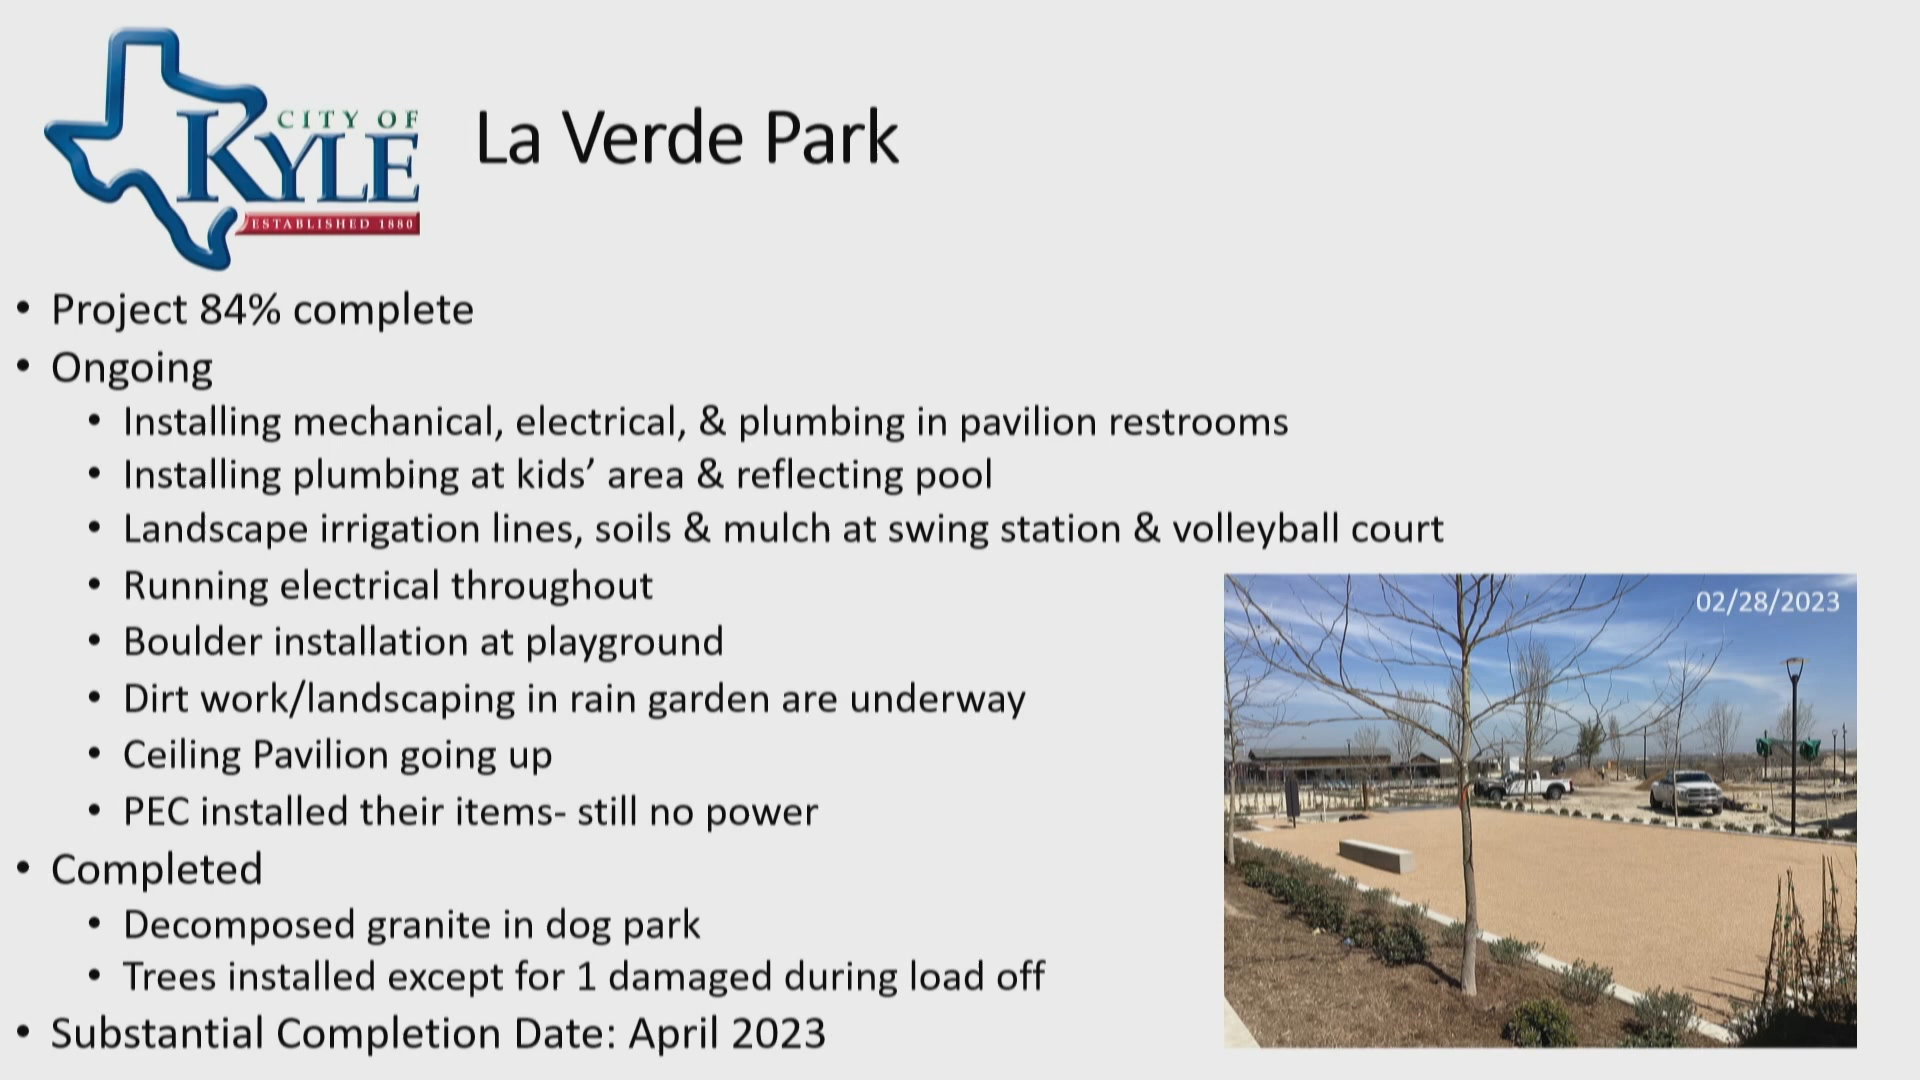 CITY OF
KYLE
ESTABLISHED 1880
La Verde Park
• Project 84% complete
• Ongoing
• Installing mechanical, electrical, & plumbing in pavilion restrooms
• Installing plumbing at kids’ area & reflecting pool
• Landscape irrigation lines, soils & mulch at swing station & volleyball court
• Running electrical throughout
• Boulder installation at playground
• Dirt work/landscaping in rain garden are underway
• Ceiling Pavilion going up
• PEC installed their items- still no power
• Completed
• Decomposed granite in dog park
• Trees installed except for 1 damaged during load off
• Substantial Completion Date: April 2023
02/28/2023